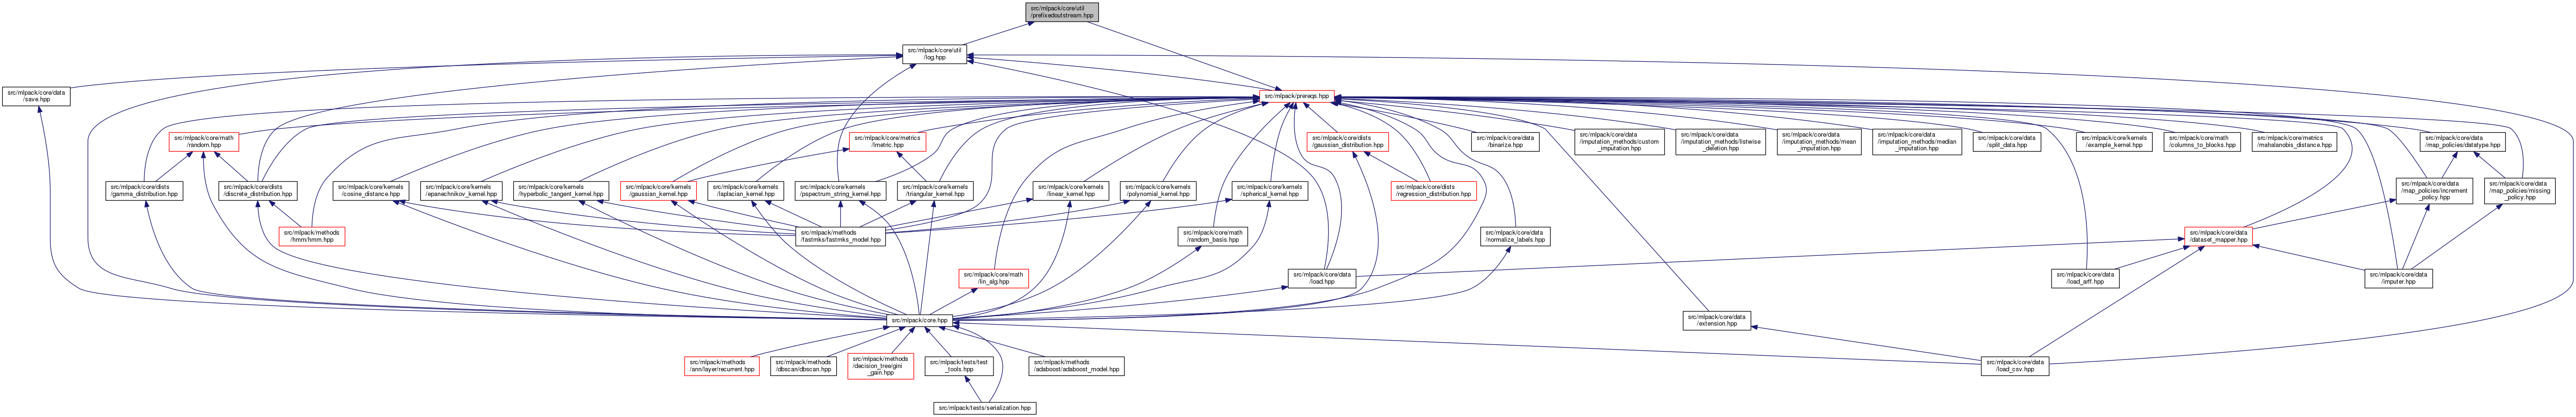 src/mlpack/core/util
/prefixedoutstream.hpp
src/mlpack/core/util
/log.hpp
src/mlpack/core/data
/save.hpp
src/mlpack/prereqs.hpp
src/mlpack/core/math
/random.hpp
src/mlpack/core/metrics
/lmetric.hpp
src/mlpack/core/dists
/gaussian_distribution.hpp
src/mlpack/core/data
/binarize.hpp
src/mlpack/core/data
/imputation_methods/custom
_imputation.hpp
src/mlpack/core/data
/imputation_methods/listwise
_deletion.hpp
src/mlpack/core/data
/imputation_methods/mean
_imputation.hpp
src/mlpack/core/data
/imputation_methods/median
_imputation.hpp
src/mlpack/core/data
/split_data.hpp
src/mlpack/core/kernels
/example_kernel.hpp
src/mlpack/core/math
/columns_to_blocks.hpp
src/mlpack/core/metrics
/mahalanobis_distance.hpp
src/mlpack/core/data
/map_policies/datatype.hpp
src/mlpack/core/dists
/gamma_distribution.hpp
src/mlpack/core/dists
/discrete_distribution.hpp
src/mlpack/core/kernels
/cosine_distance.hpp
src/mlpack/core/kernels
/epanechnikov_kernel.hpp
src/mlpack/core/kernels
/hyperbolic_tangent_kernel.hpp
src/mlpack/core/kernels
/gaussian_kernel.hpp
src/mlpack/core/kernels
/laplacian_kernel.hpp
src/mlpack/core/kernels
/pspectrum_string_kernel.hpp
src/mlpack/core/kernels
/triangular_kernel.hpp
src/mlpack/core/kernels
/linear_kernel.hpp
src/mlpack/core/kernels
/polynomial_kernel.hpp
src/mlpack/core/kernels
/spherical_kernel.hpp
src/mlpack/core/dists
/regression_distribution.hpp
src/mlpack/core/data
/map_policies/increment
_policy.hpp
src/mlpack/core/data
/map_policies/missing
_policy.hpp
src/mlpack/methods
/hmm/hmm.hpp
src/mlpack/methods
/fastmks/fastmks_model.hpp
src/mlpack/core/math
/random_basis.hpp
src/mlpack/core/data
/normalize_labels.hpp
src/mlpack/core/data
/dataset_mapper.hpp
src/mlpack/core/math
/lin_alg.hpp
src/mlpack/core/data
/load.hpp
src/mlpack/core/data
/load_arff.hpp
src/mlpack/core/data
/imputer.hpp
src/mlpack/core.hpp
src/mlpack/core/data
/extension.hpp
src/mlpack/methods
/ann/layer/recurrent.hpp
src/mlpack/methods
/dbscan/dbscan.hpp
src/mlpack/methods
/decision_tree/gini
_gain.hpp
src/mlpack/tests/test
_tools.hpp
src/mlpack/methods
/adaboost/adaboost_model.hpp
src/mlpack/core/data
/load_csv.hpp
src/mlpack/tests/serialization.hpp